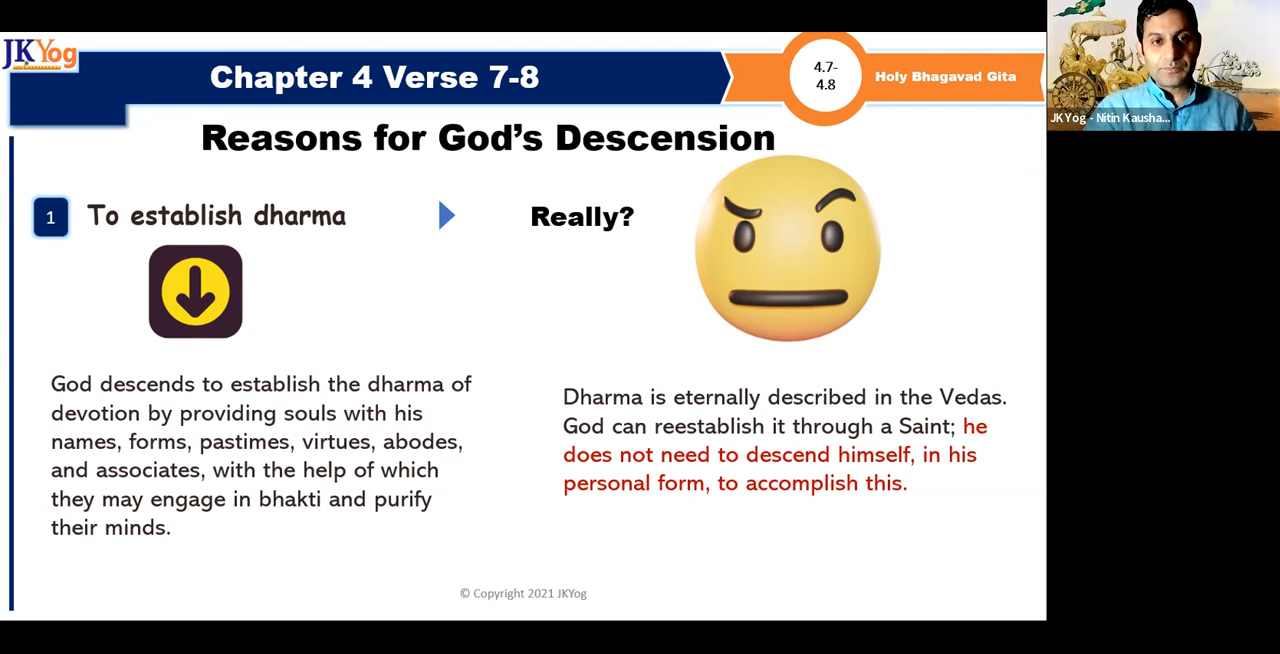 JKYog
Chapter 4 Verse 7-8
4.7-
4.8
Holy Bhagavad Gita
JKYog - Nitin Kausha...
Reasons for God's Descension
1
To establish dharma
Really?
God descends to establish the dharma of
devotion by providing souls with his
names, forms, pastimes, virtues, abodes,
and associates, with the help of which
they may engage in bhakti and purify
their minds.
Dharma is eternally described in the Vedas.
God can reestablish it through a Saint; he
does not need to descend himself, in his
personal form, to accomplish this.
© Copyright 2021 JKYog